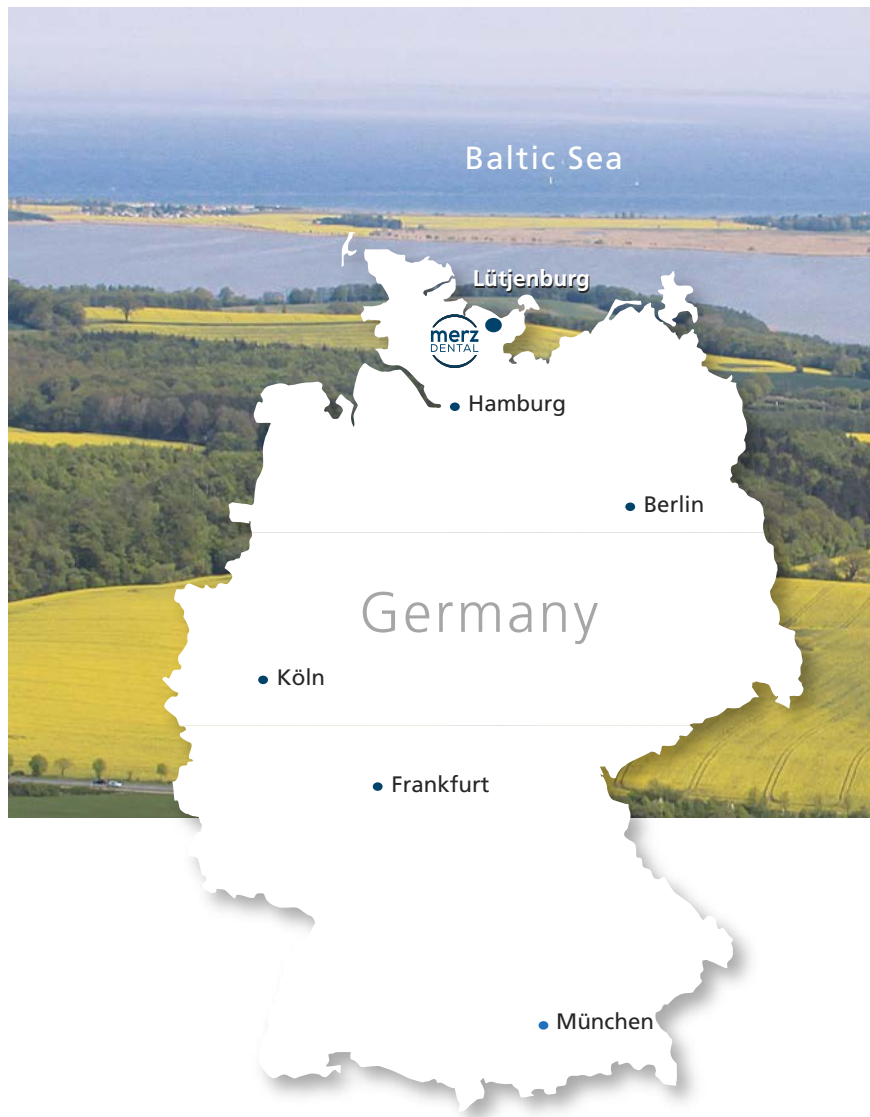 Baltic Sea
Lütjenburg
merz
DENTAL
Hamburg
Berlin
Germany
Köln
Frankfurt
München